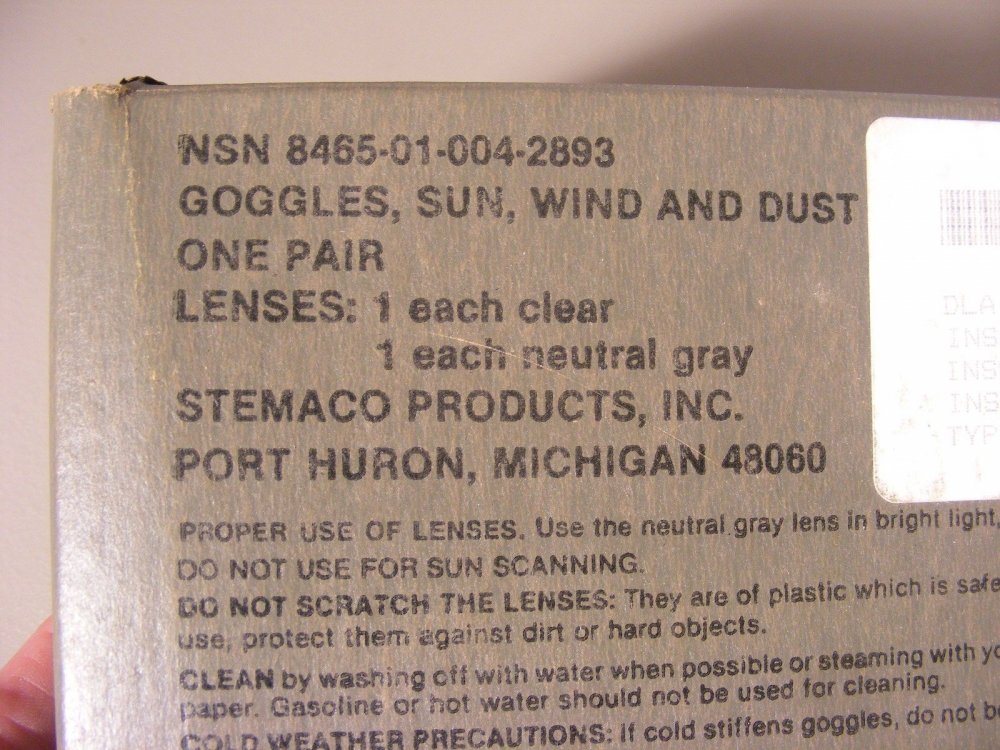 NSN 8465-01-004-2893
GOGGLES, SUN, WIND AND DUST
ONE PAIR
LENSES: 1 each clear
1 each neutral gray
STEMACO PRODUCTS, INC.
PORT HURON, MICHIGAN 48060
PROPER USE OF LENSES. Use the neutral gray lens in bright light,
DO NOT USE FOR SUN SCANNING.
DO NOT SCRATCH THE LENSES: They are of plastic which is safe
use, protect them against dirt or hard objects.
CLEAN by washing off with water when possible or steaming with yo
paper. Gasoline or hot water should not be used for cleaning.
COLD WEATHER PRECAUTIONS: If cold stiffens goggles, do not be
DLA
INS
INS
INS
TYP